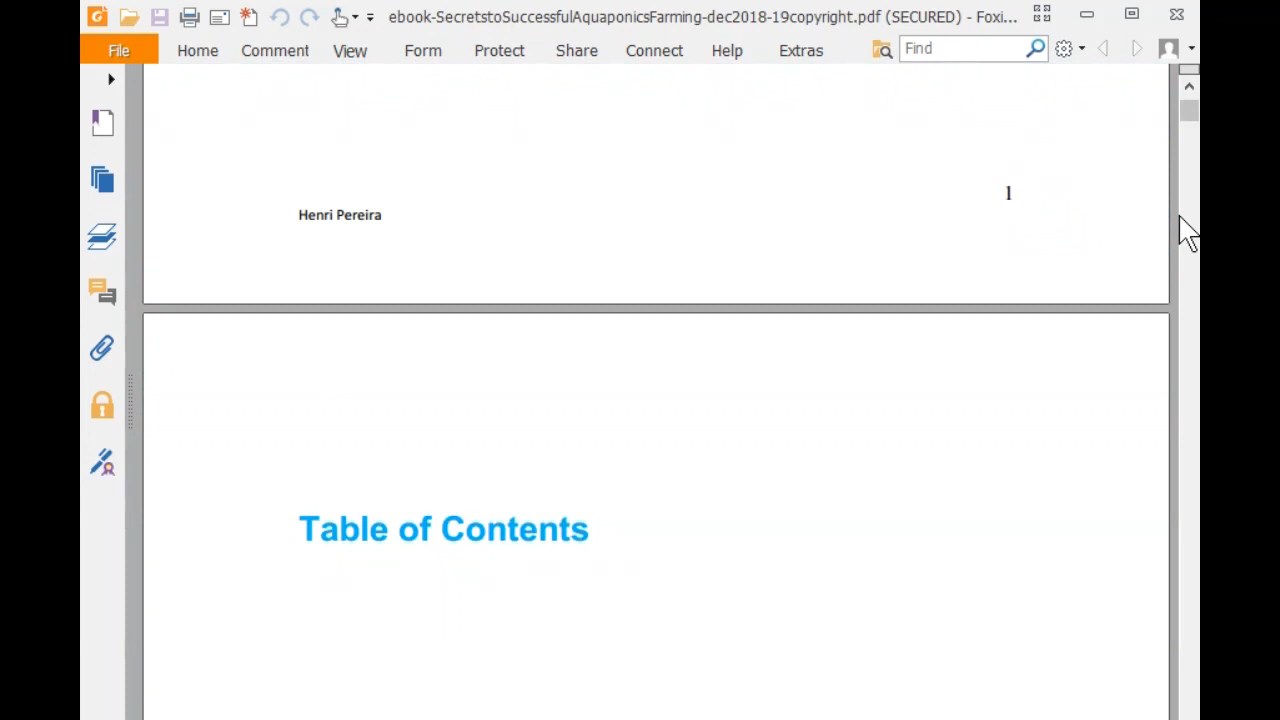 ebook-SecretstoSuccessfulAquaponicsFarming-dec2018-19copyright.pdf (SECURED) - Foxi...
File Home Comment View Form Protect Share Connect Help Extras Find
1
Henri Pereira
Table of Contents